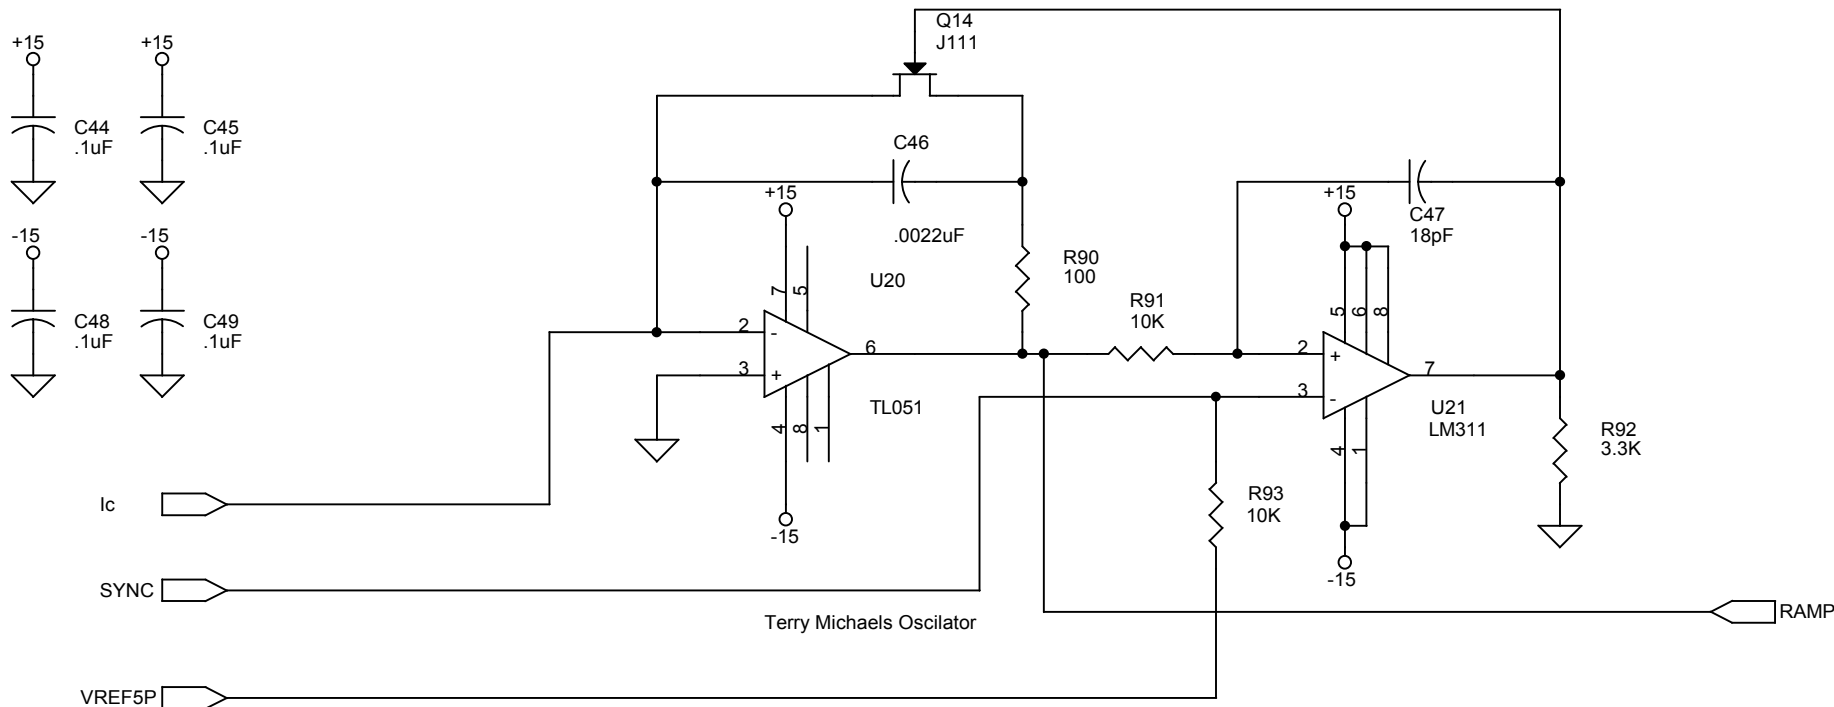 Q14
J111
+15
+15
C44
.1uF
C45
.1uF
C46
+15
+15
C47
18pF
-15
-15
.0022uF
R90
100
U20
7
5
R91
10K
5
6
8
C48
.1uF
C49
.1uF
2
-
6
2
+
3
+
7
3
-
TL051
U21
LM311
4
8
1
4
1
R92
3.3K
Ic
R93
10K
-15
-15
SYNC
Terry Michaels Oscilator
RAMP
VREF5P